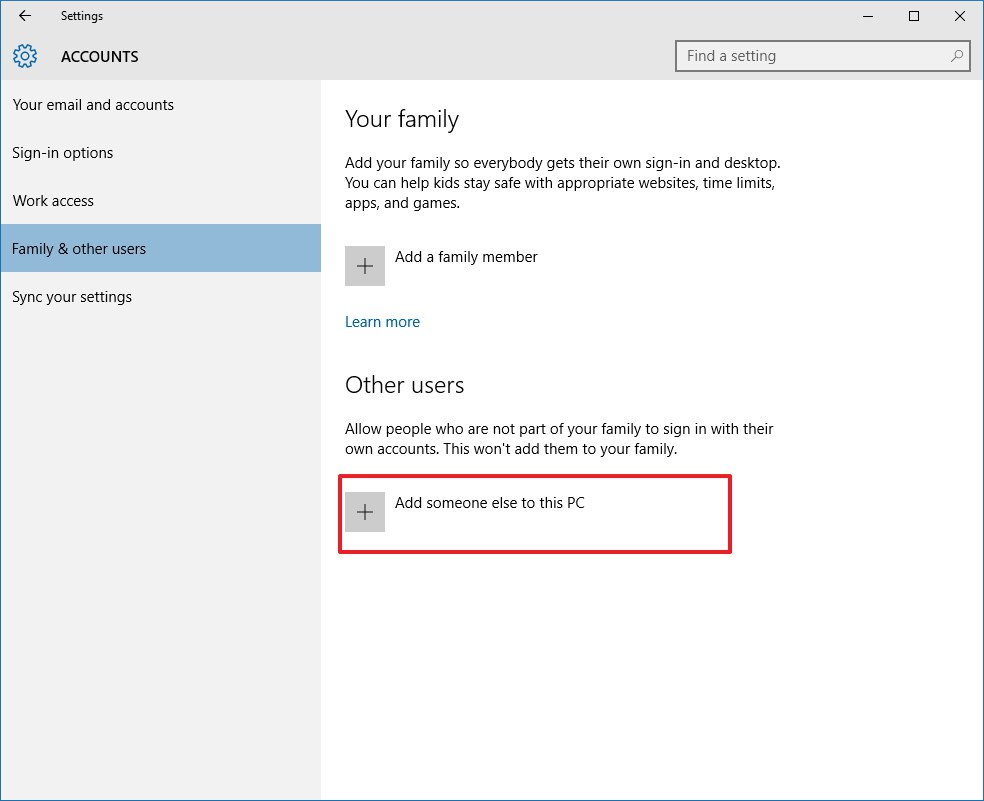 Settings
ACCOUNTS
Find a setting
Your email and accounts
Sign-in options
Work access
Family & other users
Sync your settings
Your family
Add your family so everybody gets their own sign-in and desktop.
You can help kids stay safe with appropriate websites, time limits,
apps, and games.
Add a family member
Learn more
Other users
Allow people who are not part of your family to sign in with their
own accounts. This won't add them to your family.
Add someone else to this PC